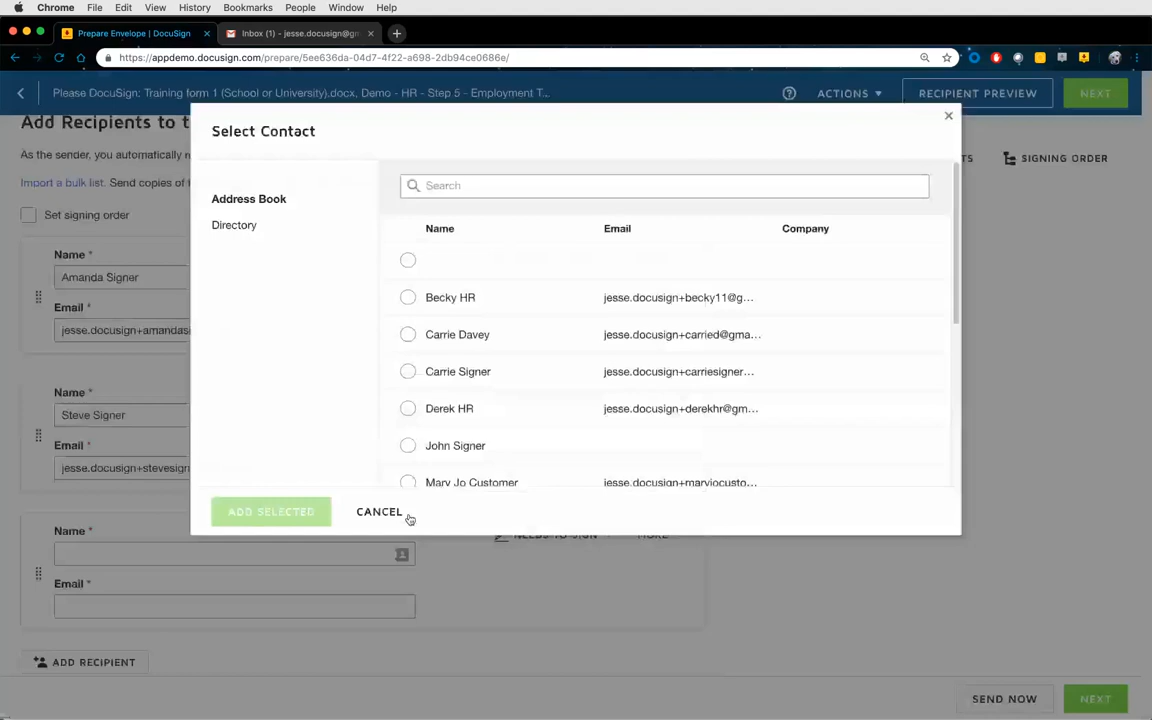 Chrome File Edit View History Bookmarks People Window Help
Prepare Envelope | DocuSign
Inbox (1) - jesse.docusign@gm
https://appdemo.docusign.com/prepare/5ee636da-04d7-4f22-a698-2db94ce0686e/
Please DocuSign: Training form 1 (School or University).docx, Demo - HR - Step 5 - Employment T...
ACTIONS
RECIPIENT PREVIEW
NEXT
Add Recipients to t
As the sender, you automatically r
Import a bulk list. Send copies of
TS
SIGNING ORDER
Set signing order
Name *
Amanda Signer
Email *
jesse.docusign+amandas
Name *
Steve Signer
Email *
jesse.docusign+stevesign
Name *
Email *
NEEDS TO SIGN
MORE
ADD RECIPIENT
SEND NOW
NEXT
Select Contact
Address Book
Directory
Search
Name Email Company
Becky HR jesse.docusign+becky11@g...
Carrie Davey jesse.docusign+carried@gma...
Carrie Signer jesse.docusign+carriesigner...
Derek HR jesse.docusign+derekhr@gm...
John Signer
Mary Jo Customer jesse.docusign+maryjocusto...
ADD SELECTED
CANCEL